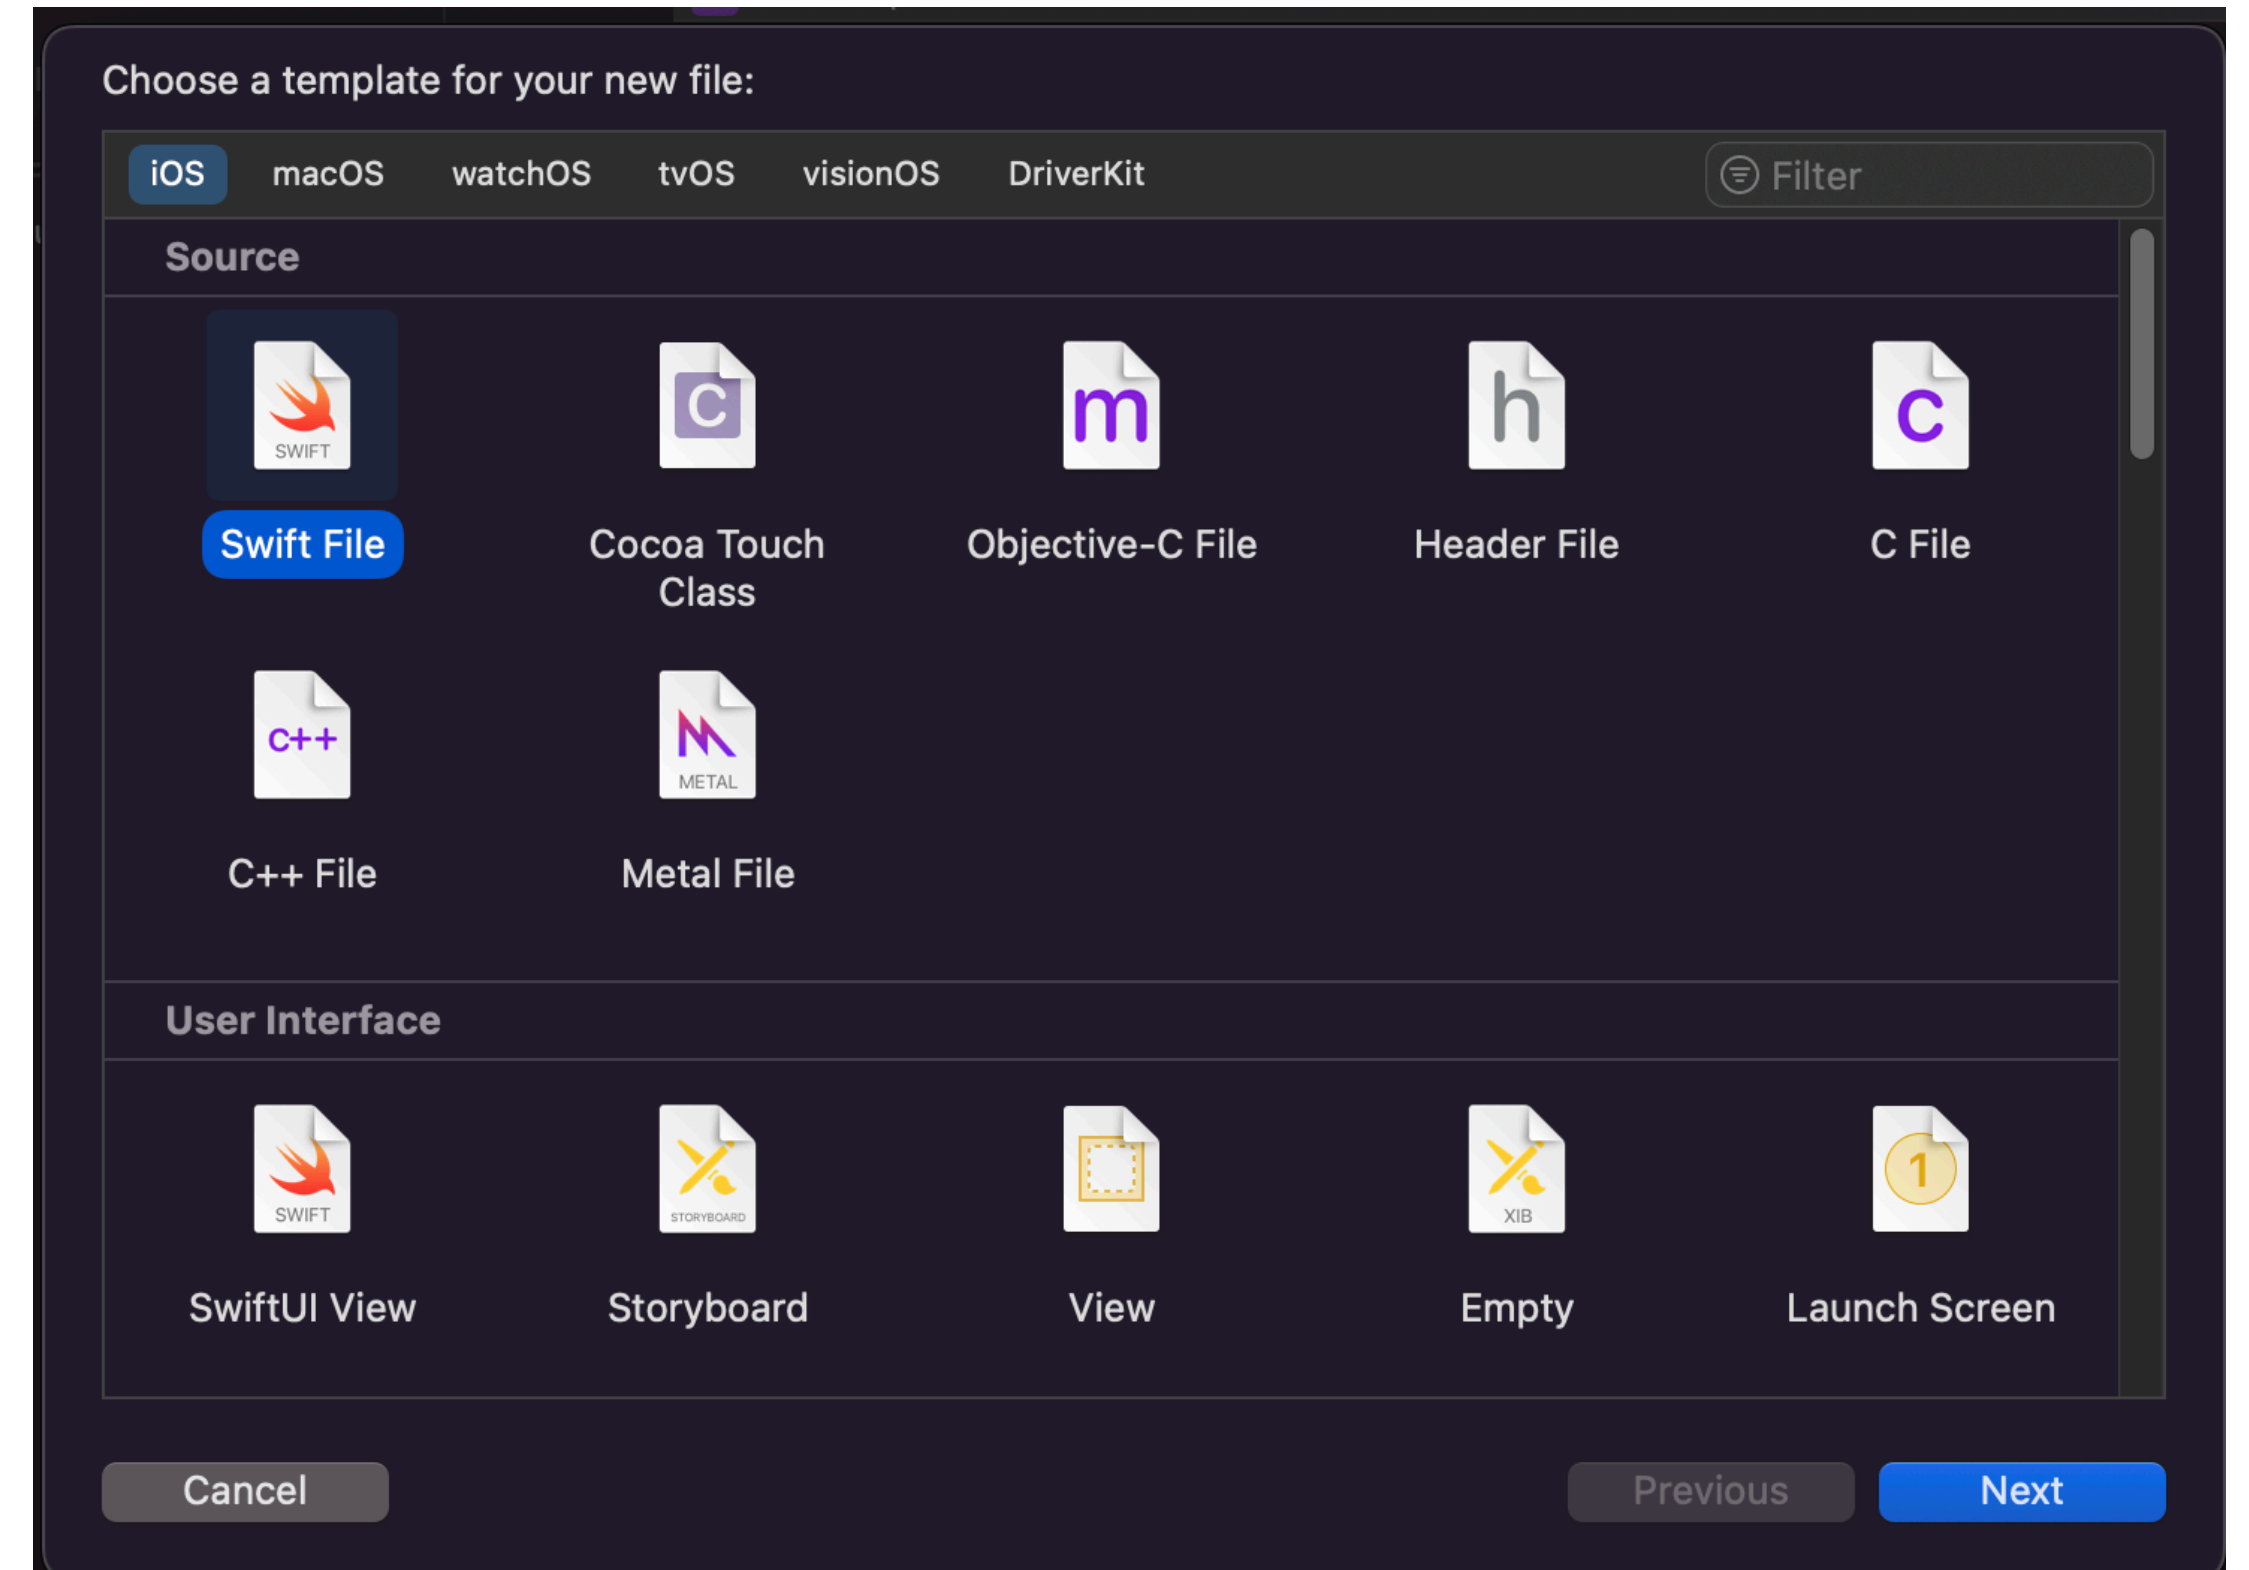 Choose a template for your new file:
iOS macOS watchOS tvOS visionOS DriverKit Filter
Source
SWIFT C m h c
Swift File Cocoa Touch Class Objective-C File Header File C File
C++ METAL
C++ File Metal File
User Interface
SWIFT STORYBOARD XIB 1
SwiftUI View Storyboard View Empty Launch Screen
Cancel Previous Next